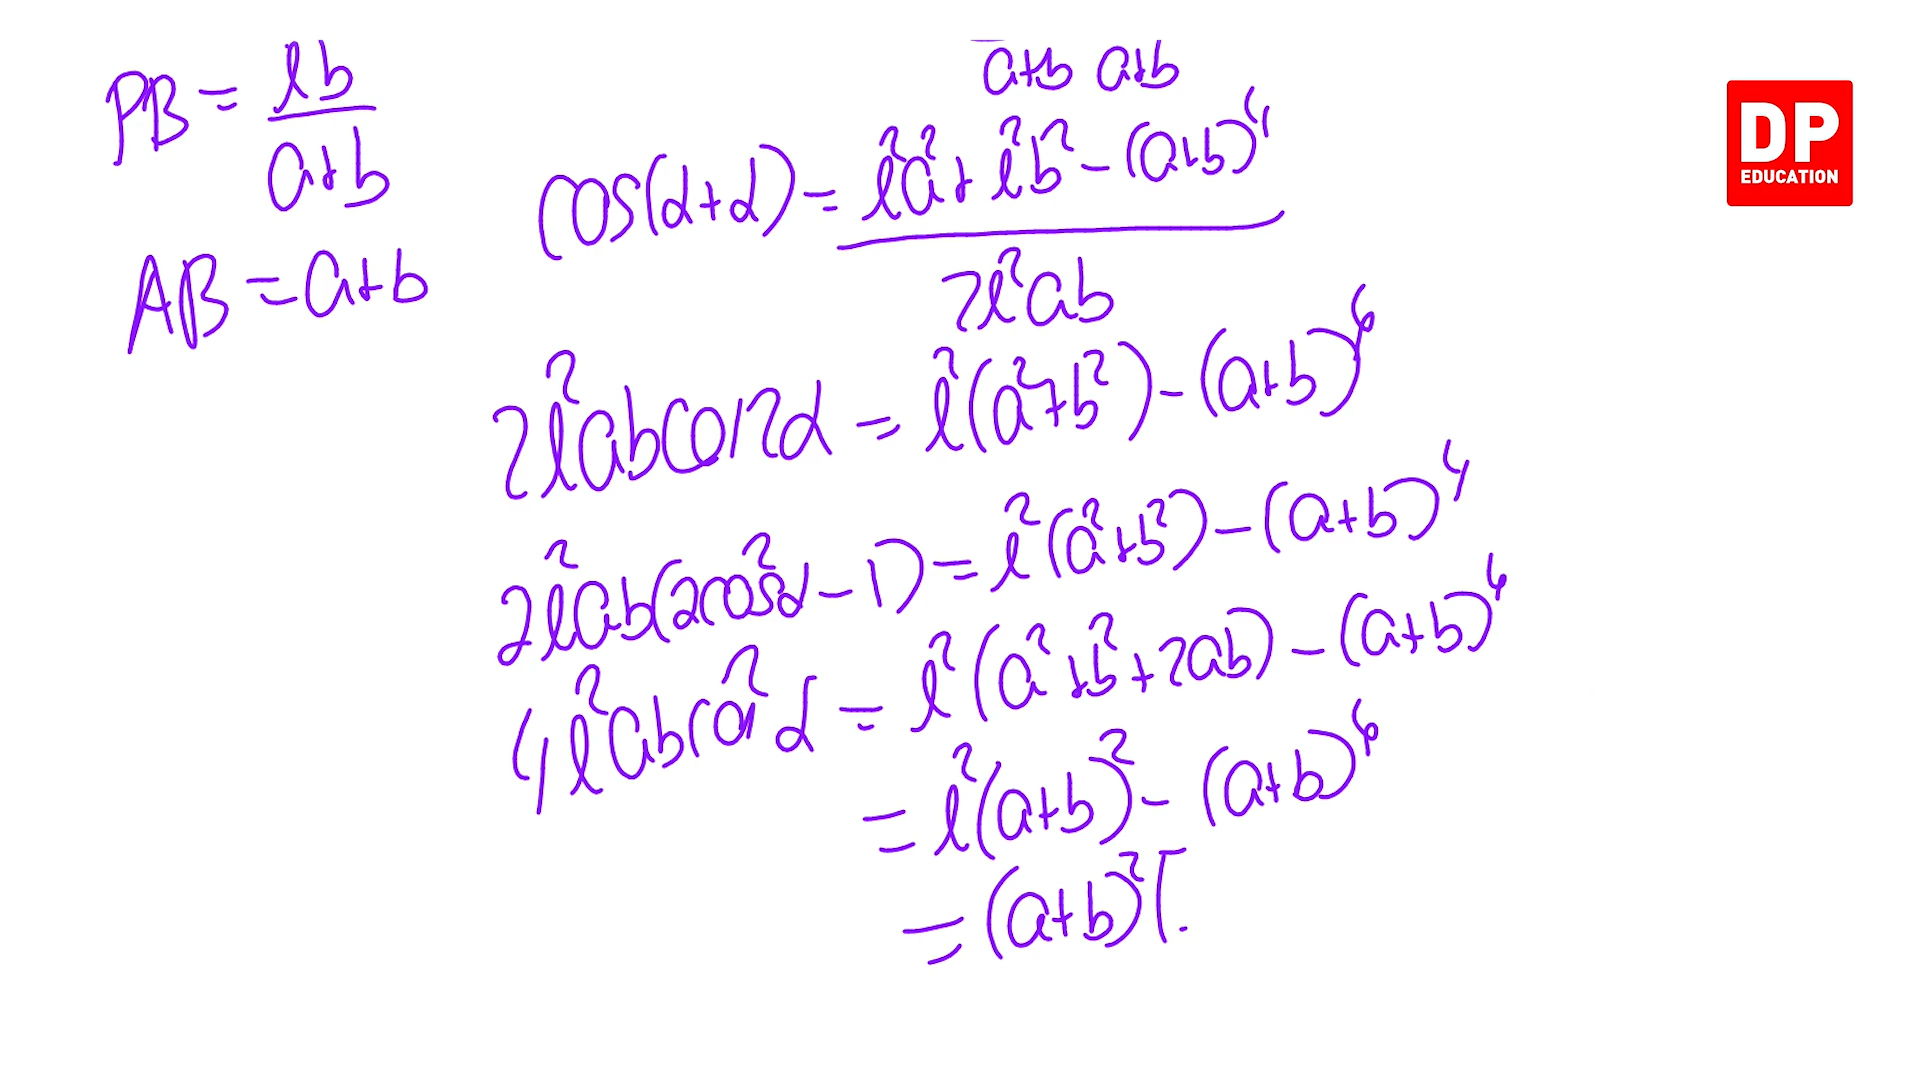 PB = lb / a+b
AB = a+b
a+b a+b
cos(α+α) = l²a² + l²b² - (a+b)⁴ / 2l²ab
2l²ab cos2α = l²(a²+b²) - (a+b)⁴
2l²ab(2cos²α - 1) = l²(a²+b²) - (a+b)⁴
4l²ab cos²α = l²(a²+b²+2ab) - (a+b)⁴
= l²(a+b)² - (a+b)⁴
= (a+b)² [
DP
EDUCATION